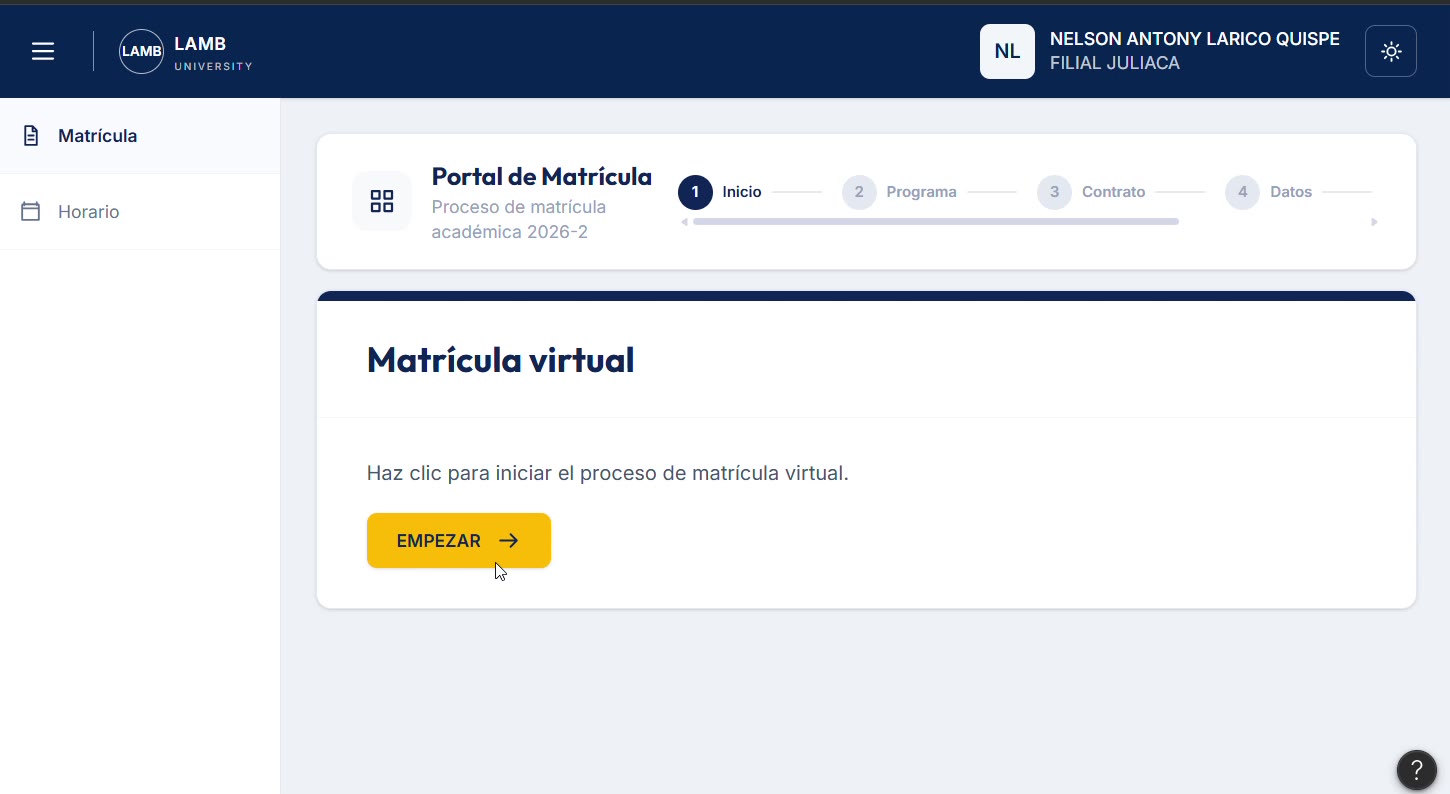 LAMB
LAMB
UNIVERSITY
NL
NELSON ANTONY LARICO QUISPE
FILIAL JULIACA
Matrícula
Horario
Portal de Matrícula
Proceso de matrícula
académica 2026-2
1 Inicio
2 Programa
3 Contrato
4 Datos
Matrícula virtual
Haz clic para iniciar el proceso de matrícula virtual.
EMPEZAR →
?